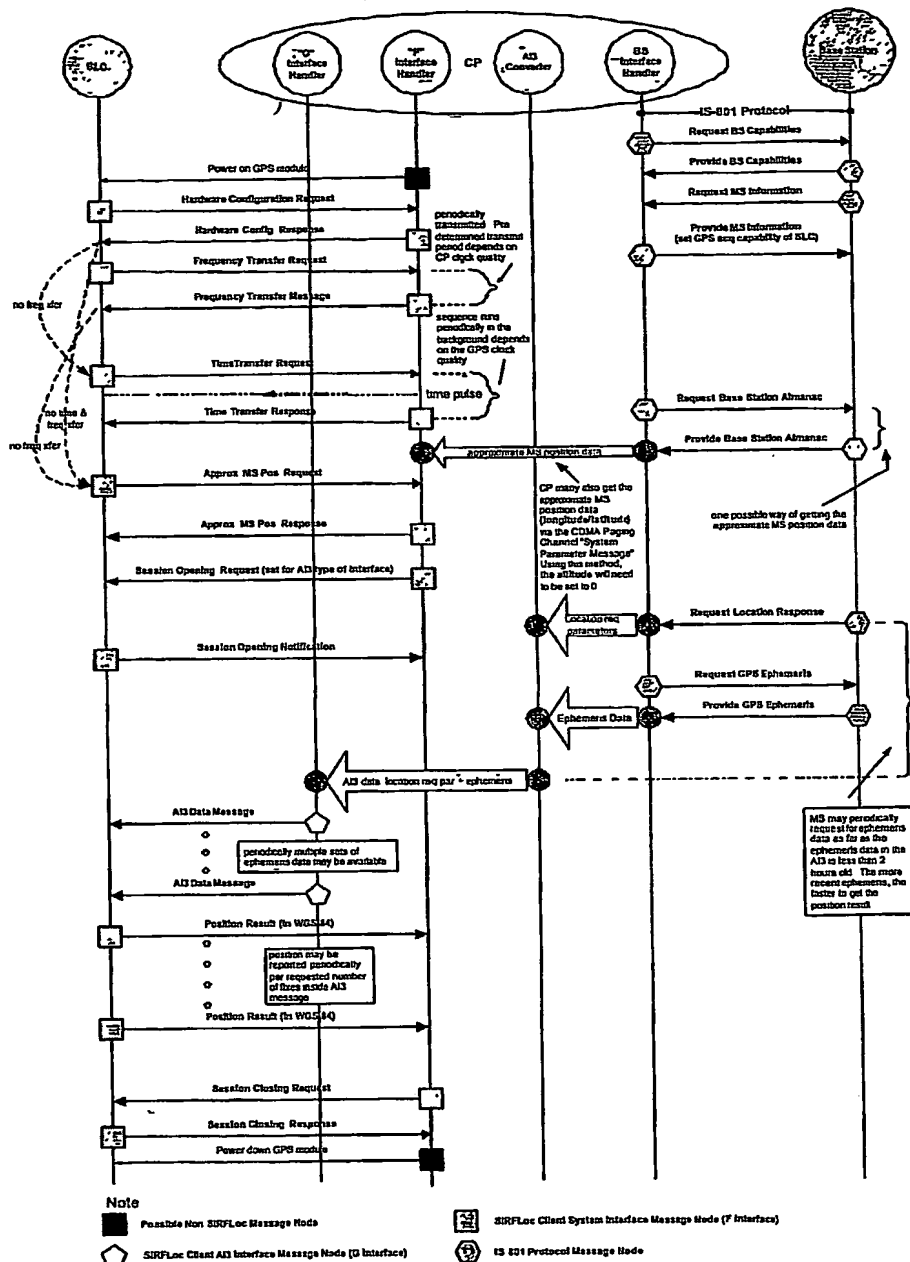 SLC
"G"
Interface
Handler
"F"
Interface
Handler
CP
AI3
Converter
BS
Interface
Handler
Base Station
IS-801 Protocol
Request BS Capabilities
Power on GPS module
Provide BS Capabilities
Hardware Configuration Request
Request MS Information
Hardware Config. Response
periodically
transmitted Pre
determined transmit
period depends on
CP clock quality
Provide MS Information
(set GPS acq capability of SLC)
Frequency Transfer Request
no freq xfer
Frequency Transfer Message
sequence runs
periodically in the
background depends
on the GPS clock
quality
TimeTransfer Request
time pulse
no time &
freq xfer
Time Transfer Response
Request Base Station Almanac
no freq xfer
approximate MS position data
Provide Base Station Almanac
Approx MS Pos Request
CP many also get the
approximate MS
position data
(longitude/latitude)
via the CDMA Paging
Channel "System
Parameter Message"
Using this method,
the altitude will need
to be set to 0
one possible way of getting the
approximate MS position data
Approx MS Pos Response
Session Opening Request (set for AI3 type of interface)
Location req
parameters
Request Location Response
Session Opening Notification
Request GPS Ephemeris
Ephemeris Data
Provide GPS Ephemeris
AI3 data location req par + ephemeris
AI3 Data Message
periodically multiple sets of
ephemeris data may be available
MS may periodically
request for ephemeris
data as far as the
ephemeris data in the
AI3 is less than 2
hours old The more
recent ephemeris, the
faster to get the
position result
AI3 Data Message
Position Result (in WGS84)
position may be
reported periodically
per requested number
of fixes inside AI3
message
Position Result (in WGS84)
Session Closing Request
Session Closing Response
Power down GPS module
Note
Possible Non SIRFLoc Message Node
SIRFLoc Client System Interface Message Node (F Interface)
SIRFLoc Client AI3 Interface Message Node (G Interface)
IS 801 Protocol Message Node